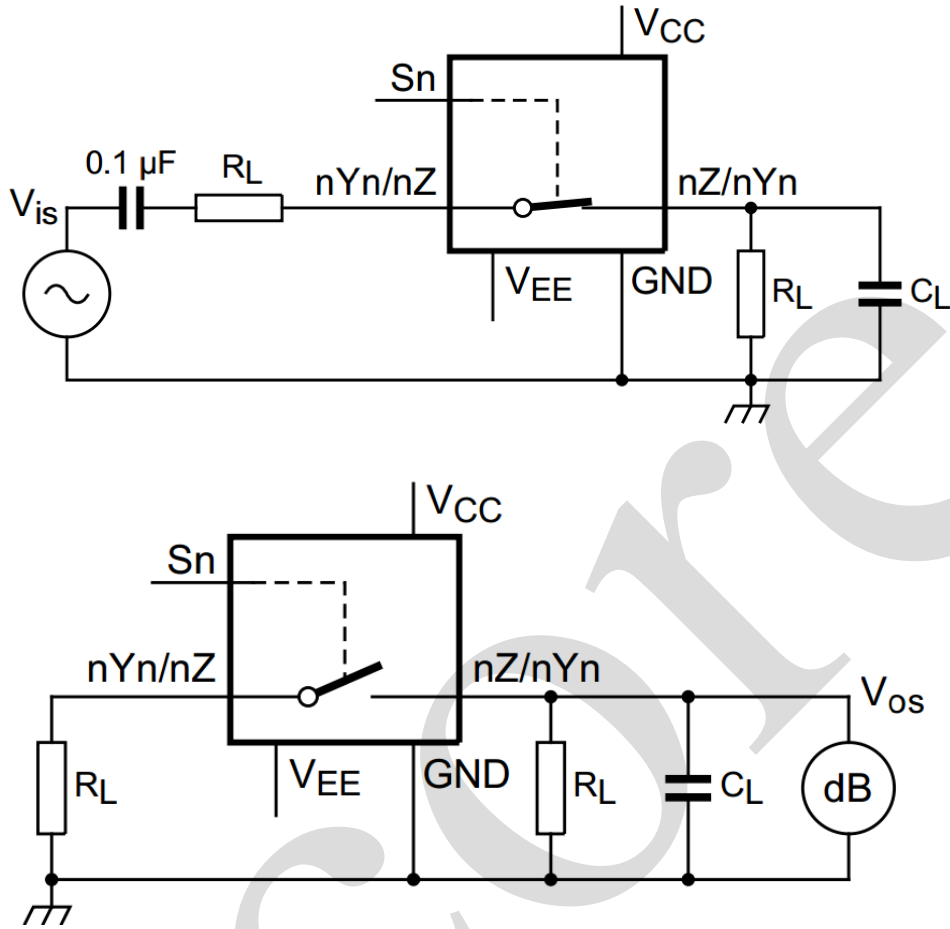 VCC
Sn
0.1 µF
RL
nYn/nZ
nZ/nYn
Vis
VEE
GND
RL
CL
VCC
Sn
nYn/nZ
nZ/nYn
Vos
RL
VEE
GND
RL
CL
dB
core